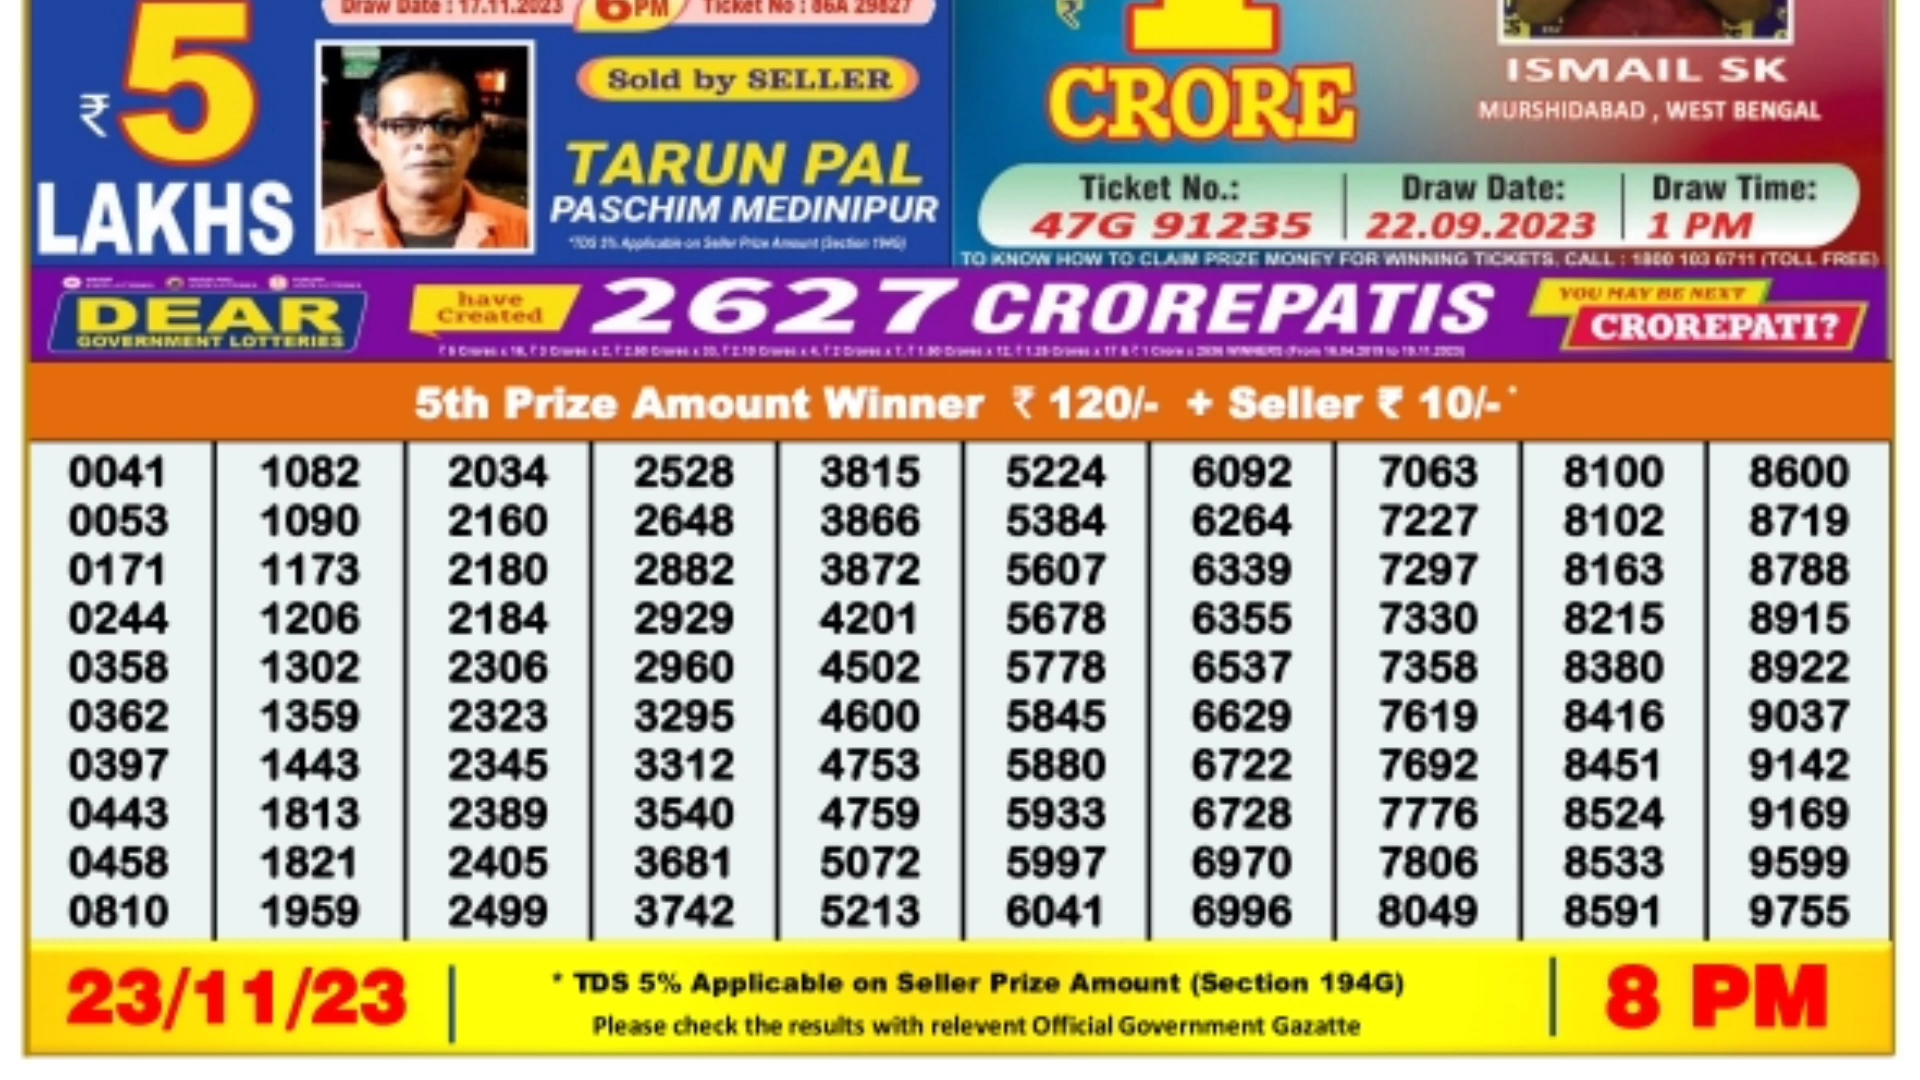 Draw Date : 17.11.2023 6PM Ticket No : 86A 29827
₹ 5 LAKHS
Sold by SELLER
TARUN PAL
PASCHIM MEDINIPUR
*TDS 5% Applicable on Seller Prize Amount (Section 194G)
₹ 1 CRORE
ISMAIL SK
MURSHIDABAD , WEST BENGAL
Ticket No.: Draw Date: Draw Time:
47G 91235 22.09.2023 1 PM
TO KNOW HOW TO CLAIM PRIZE MONEY FOR WINNING TICKETS, CALL : 1800 103 6711 (TOLL FREE)
DEAR
GOVERNMENT LOTTERIES
have
Created
2627 CROREPATIS
YOU MAY BE NEXT
CROREPATI?
5th Prize Amount Winner ₹ 120/- + Seller ₹ 10/-*
0041 1082 2034 2528 3815 5224 6092 7063 8100 8600
0053 1090 2160 2648 3866 5384 6264 7227 8102 8719
0171 1173 2180 2882 3872 5607 6339 7297 8163 8788
0244 1206 2184 2929 4201 5678 6355 7330 8215 8915
0358 1302 2306 2960 4502 5778 6537 7358 8380 8922
0362 1359 2323 3295 4600 5845 6629 7619 8416 9037
0397 1443 2345 3312 4753 5880 6722 7692 8451 9142
0443 1813 2389 3540 4759 5933 6728 7776 8524 9169
0458 1821 2405 3681 5072 5997 6970 7806 8533 9599
0810 1959 2499 3742 5213 6041 6996 8049 8591 9755
23/11/23
* TDS 5% Applicable on Seller Prize Amount (Section 194G)
Please check the results with relevent Official Government Gazatte
8 PM